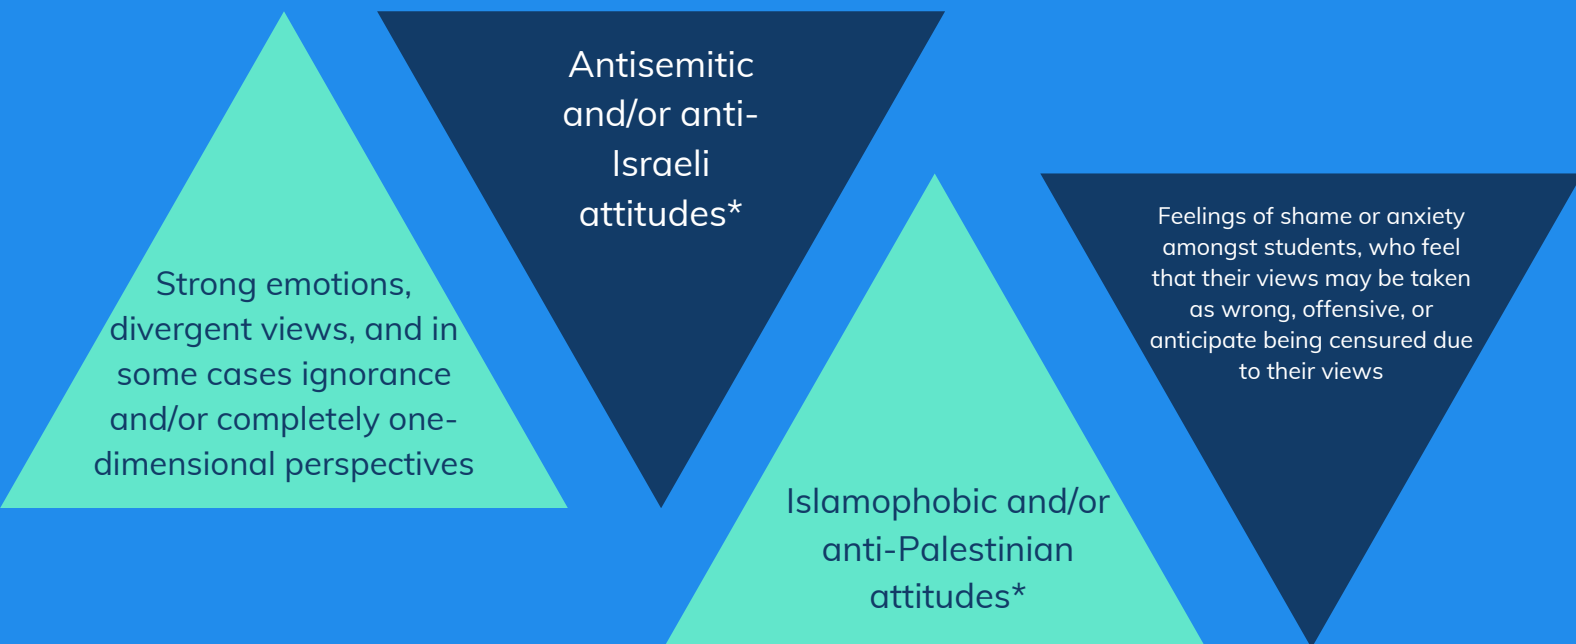 Strong emotions,
divergent views, and in
some cases ignorance
and/or completely one-
dimensional perspectives
Antisemitic
and/or anti-
Israeli
attitudes*
Islamophobic and/or
anti-Palestinian
attitudes*
Feelings of shame or anxiety
amongst students, who feel
that their views may be taken
as wrong, offensive, or
anticipate being censured due
to their views